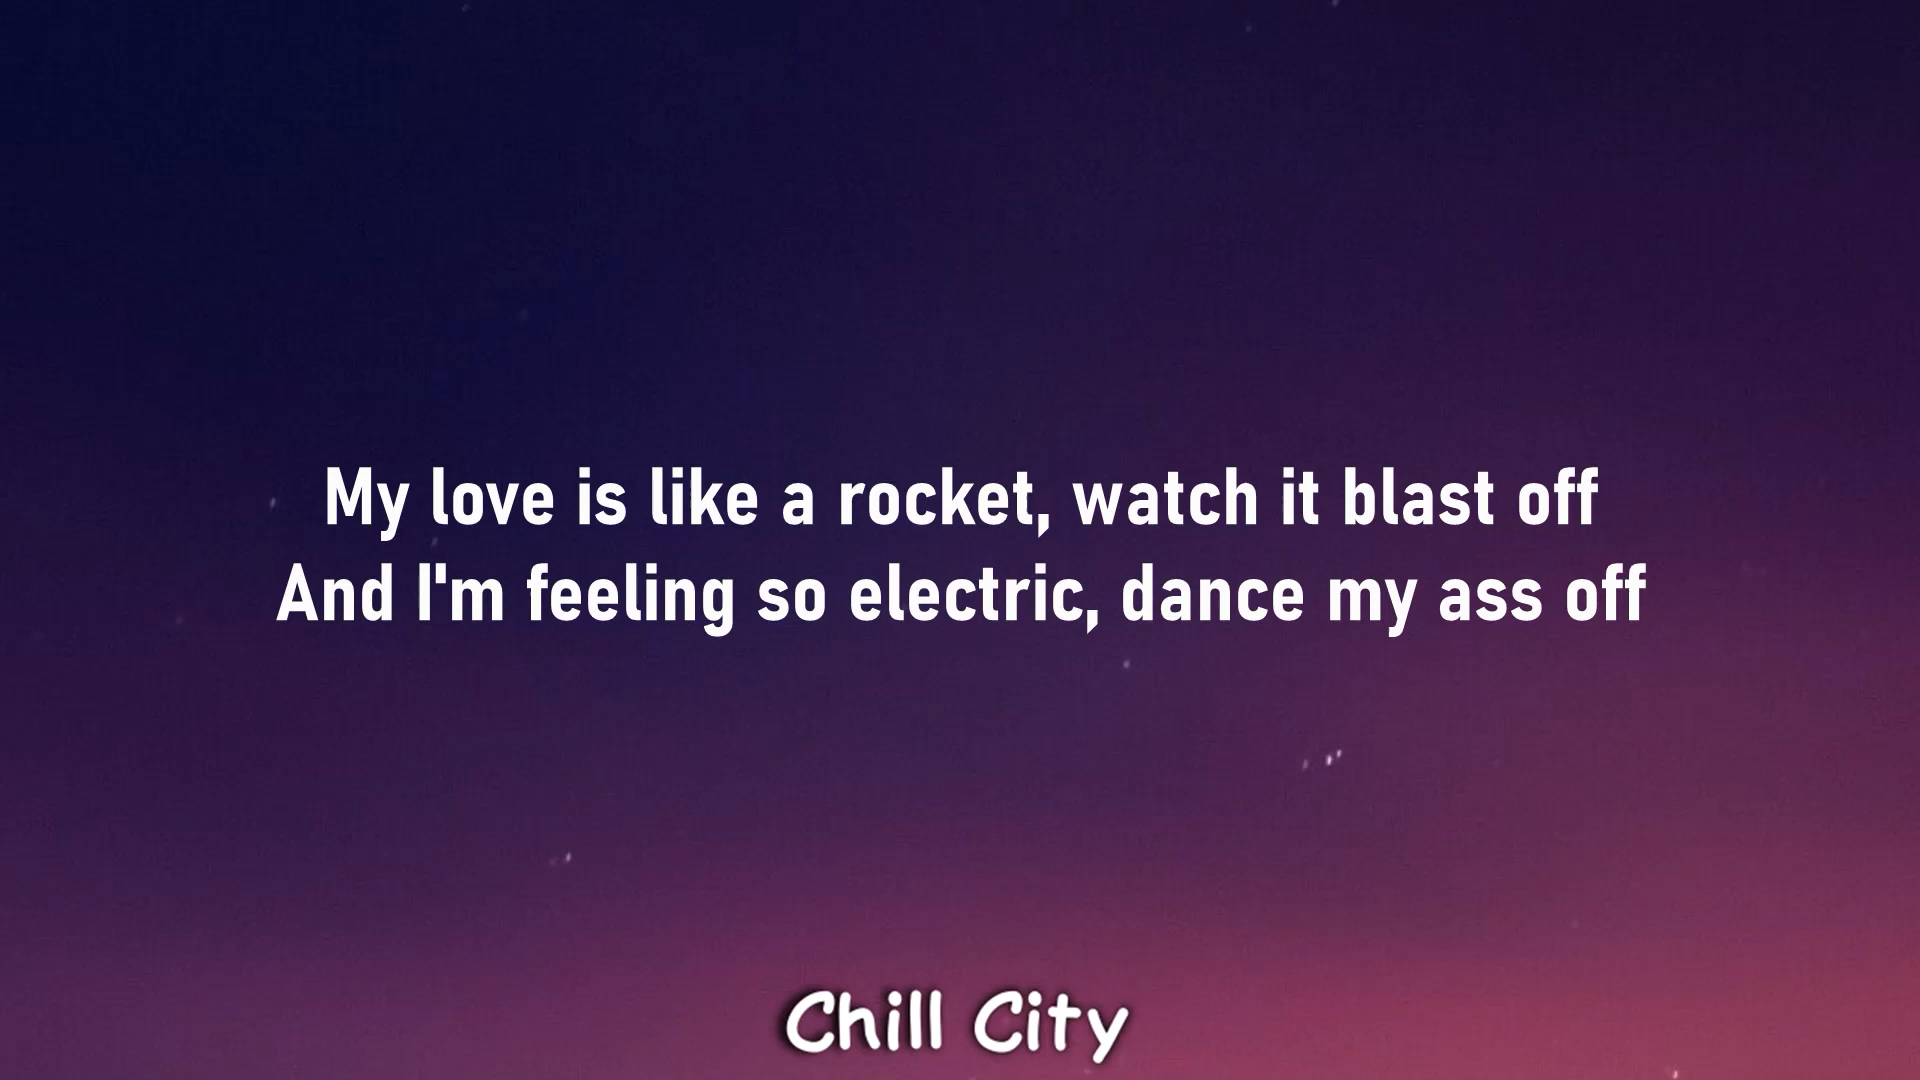 My love is like a rocket, watch it blast off
And I'm feeling so electric, dance my ass off
Chill City